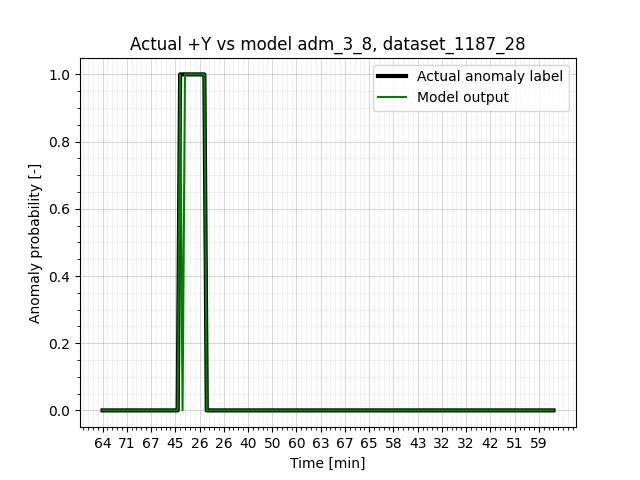 Actual +Y vs model adm_3_8, dataset_1187_28
Actual anomaly label
Model output
Anomaly probability [-]
1.0
0.8
0.6
0.4
0.2
0.0
64 71 67 45 26 26 40 50 60 63 67 65 58 43 32 32 42 51 59
Time [min]